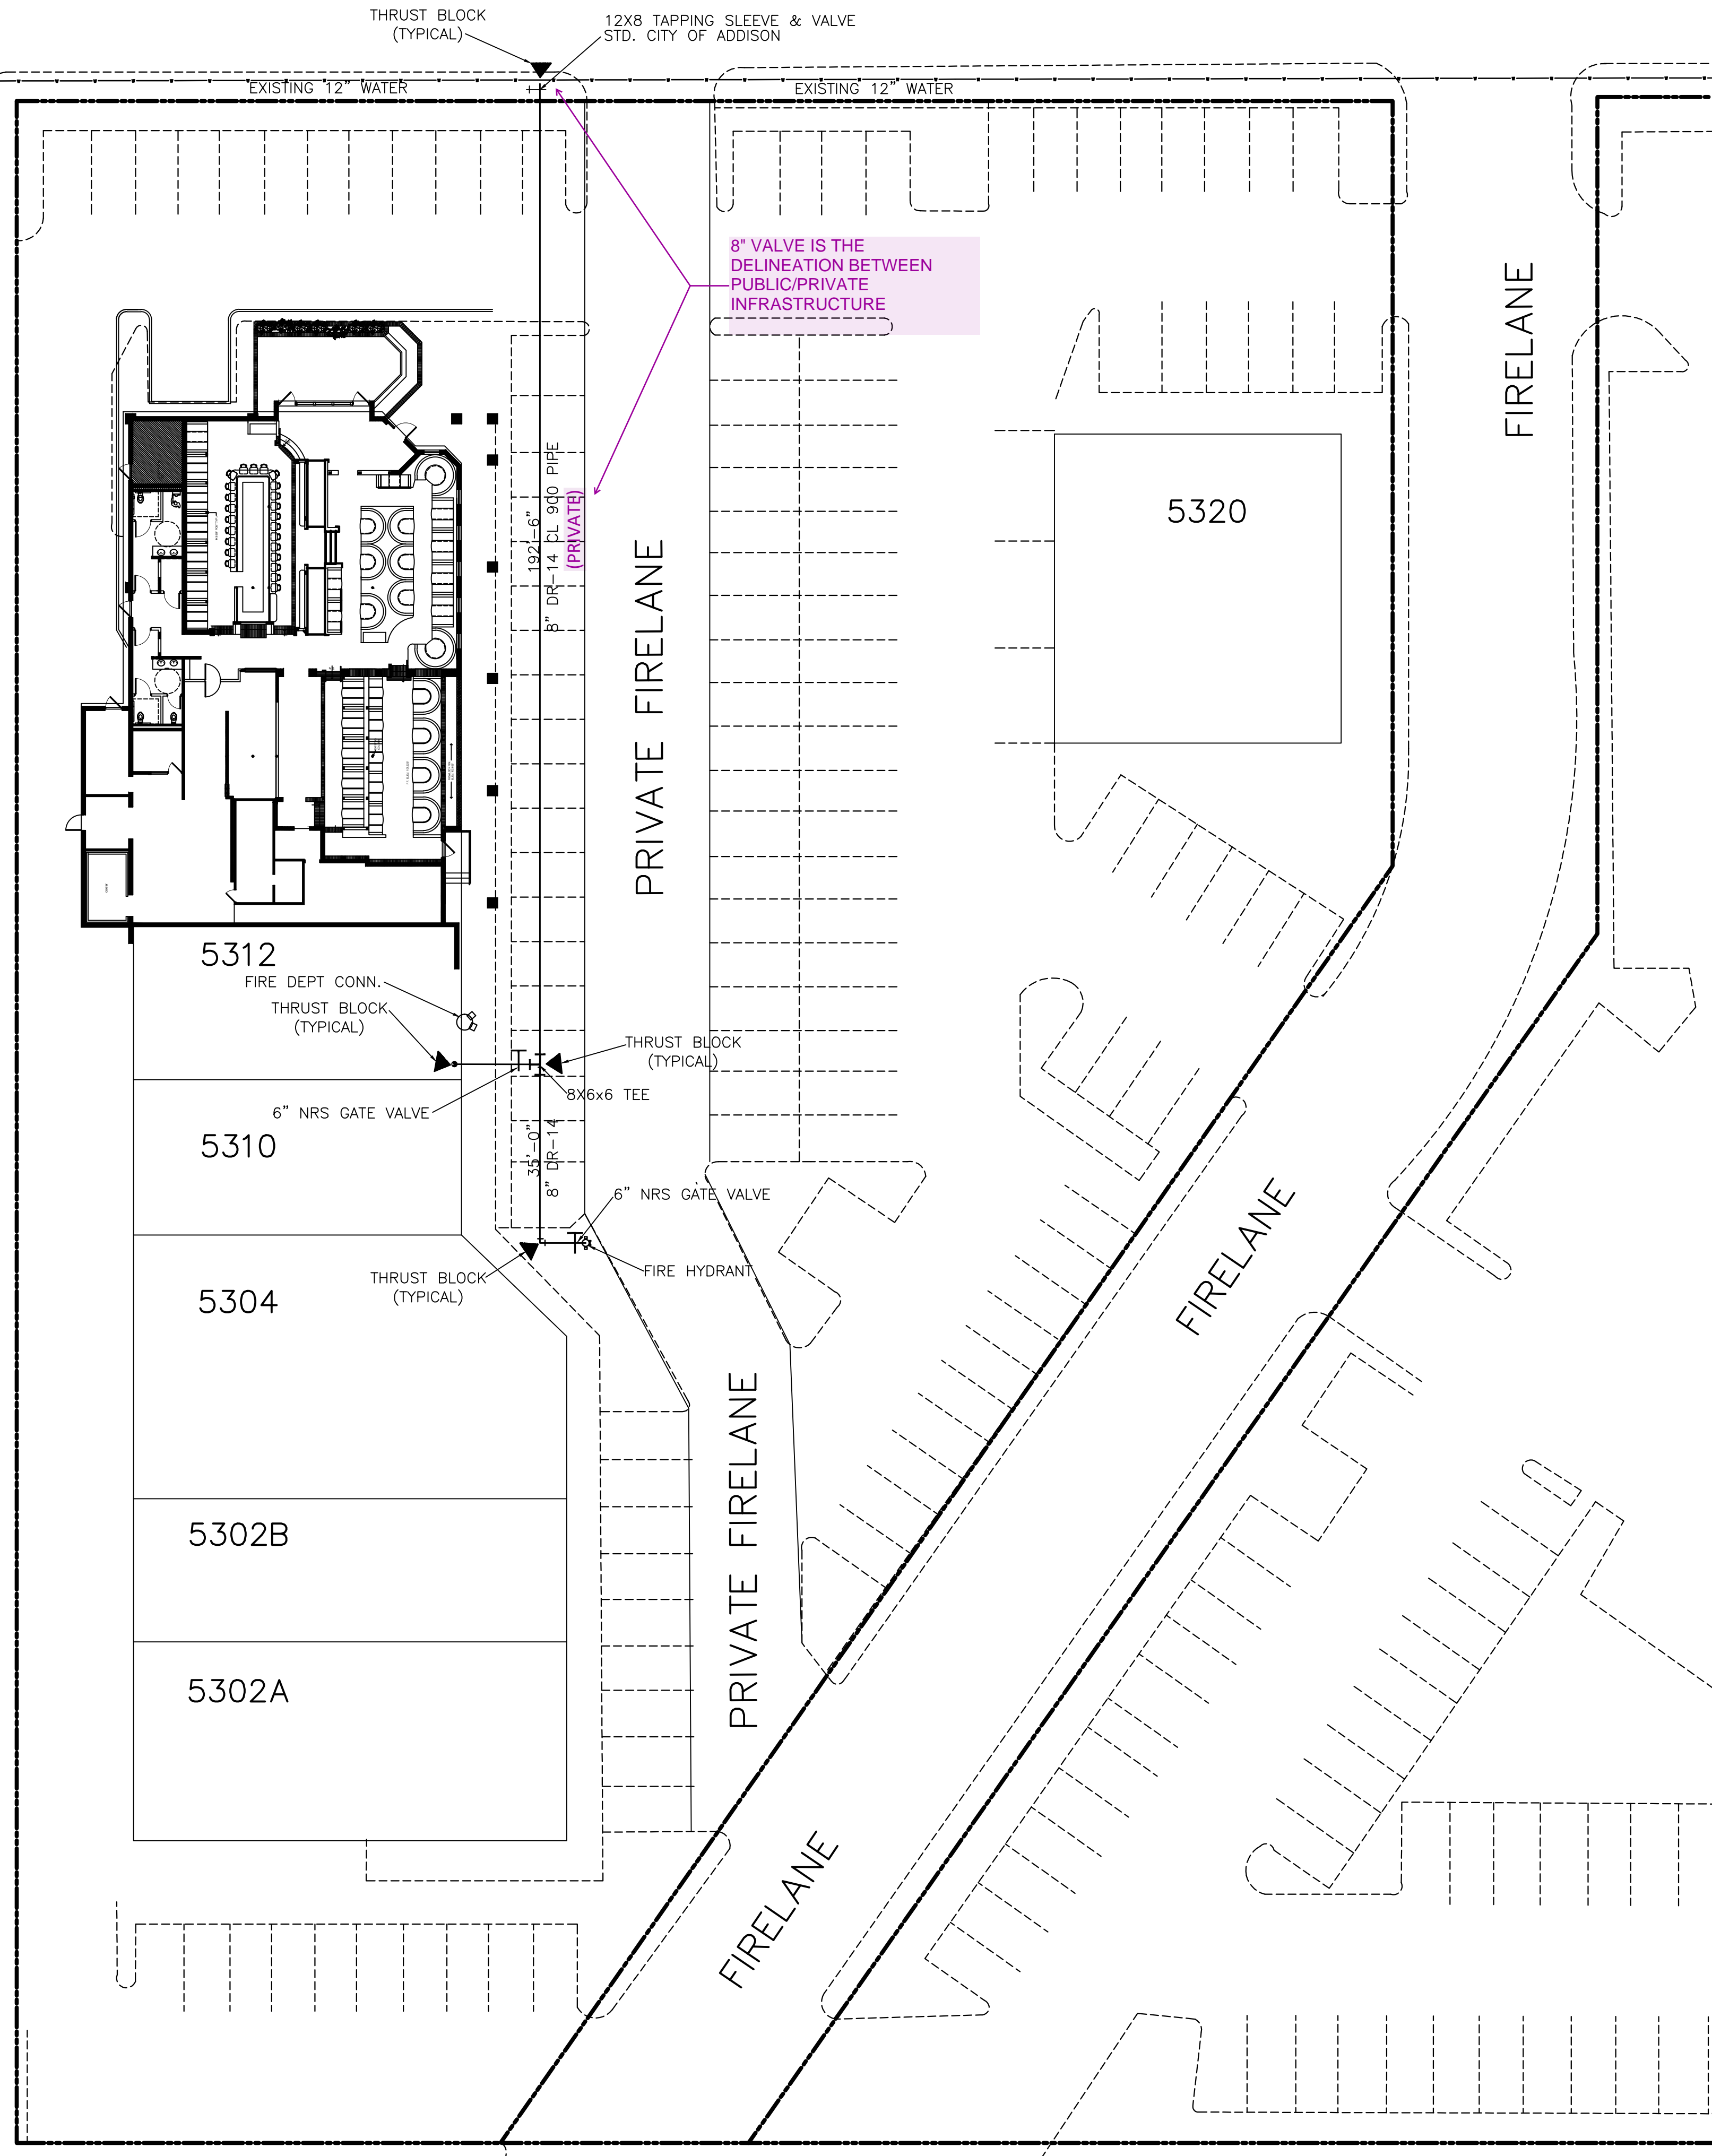 THRUST BLOCK
(TYPICAL)
12X8 TAPPING SLEEVE & VALVE
STD. CITY OF ADDISON
EXISTING 12" WATER
EXISTING 12" WATER
8" VALVE IS THE
DELINEATION BETWEEN
PUBLIC/PRIVATE
INFRASTRUCTURE
FIRELANE
192'-6"
8" DR-14 CL 900 PIPE
(PRIVATE)
PRIVATE FIRELANE
5320
5312
FIRE DEPT CONN.
THRUST BLOCK
(TYPICAL)
THRUST BLOCK
(TYPICAL)
8X6x6 TEE
6" NRS GATE VALVE
5310
35'-0"
8" DR-14
6" NRS GATE VALVE
FIRE HYDRANT
THRUST BLOCK
(TYPICAL)
5304
FIRELANE
PRIVATE FIRELANE
5302B
5302A
FIRELANE